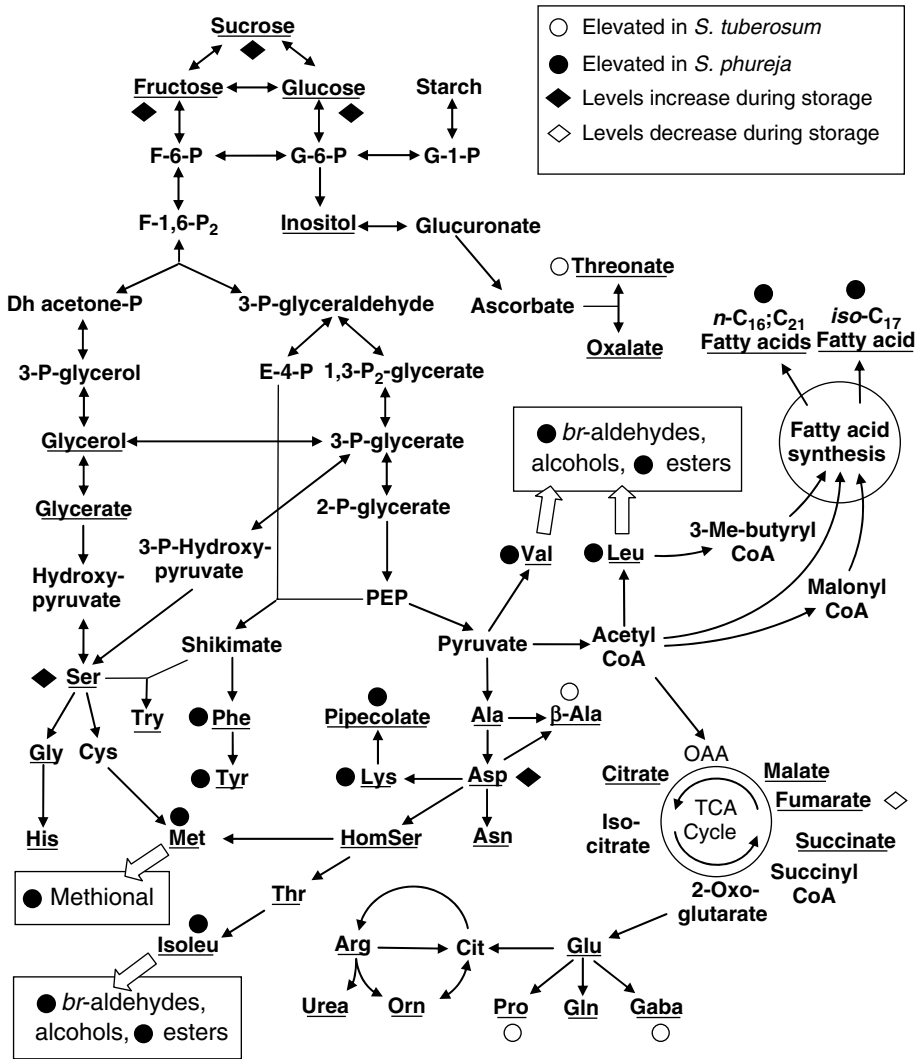 Sucrose
Fructose
Glucose
Starch
F-6-P
G-6-P
G-1-P
F-1,6-P₂
Inositol
Glucuronate
○ Elevated in S. tuberosum
● Elevated in S. phureja
◆ Levels increase during storage
◇ Levels decrease during storage
Threonate
Ascorbate
Oxalate
Dh acetone-P
3-P-glyceraldehyde
n-C₁₆;C₂₁
Fatty acids
iso-C₁₇
Fatty acid
3-P-glycerol
E-4-P
1,3-P₂-glycerate
Glycerol
3-P-glycerate
● br-aldehydes,
alcohols, ● esters
Fatty acid
synthesis
Glycerate
2-P-glycerate
3-P-Hydroxy-
pyruvate
Hydroxy-
pyruvate
Val
Leu
3-Me-butyryl
CoA
Malonyl
CoA
PEP
Shikimate
Pyruvate
Acetyl
CoA
Ser
Try
Phe
Pipecolate
Ala
β-Ala
Gly
Cys
Tyr
Lys
Asp
OAA
Citrate
Malate
TCA
Cycle
Fumarate
Iso-
citrate
Succinate
Succinyl
CoA
2-Oxo-
glutarate
His
Met
HomSer
Asn
● Methional
Thr
Isoleu
Arg
Cit
Glu
Urea
Orn
Pro
Gln
Gaba
● br-aldehydes,
alcohols, ● esters